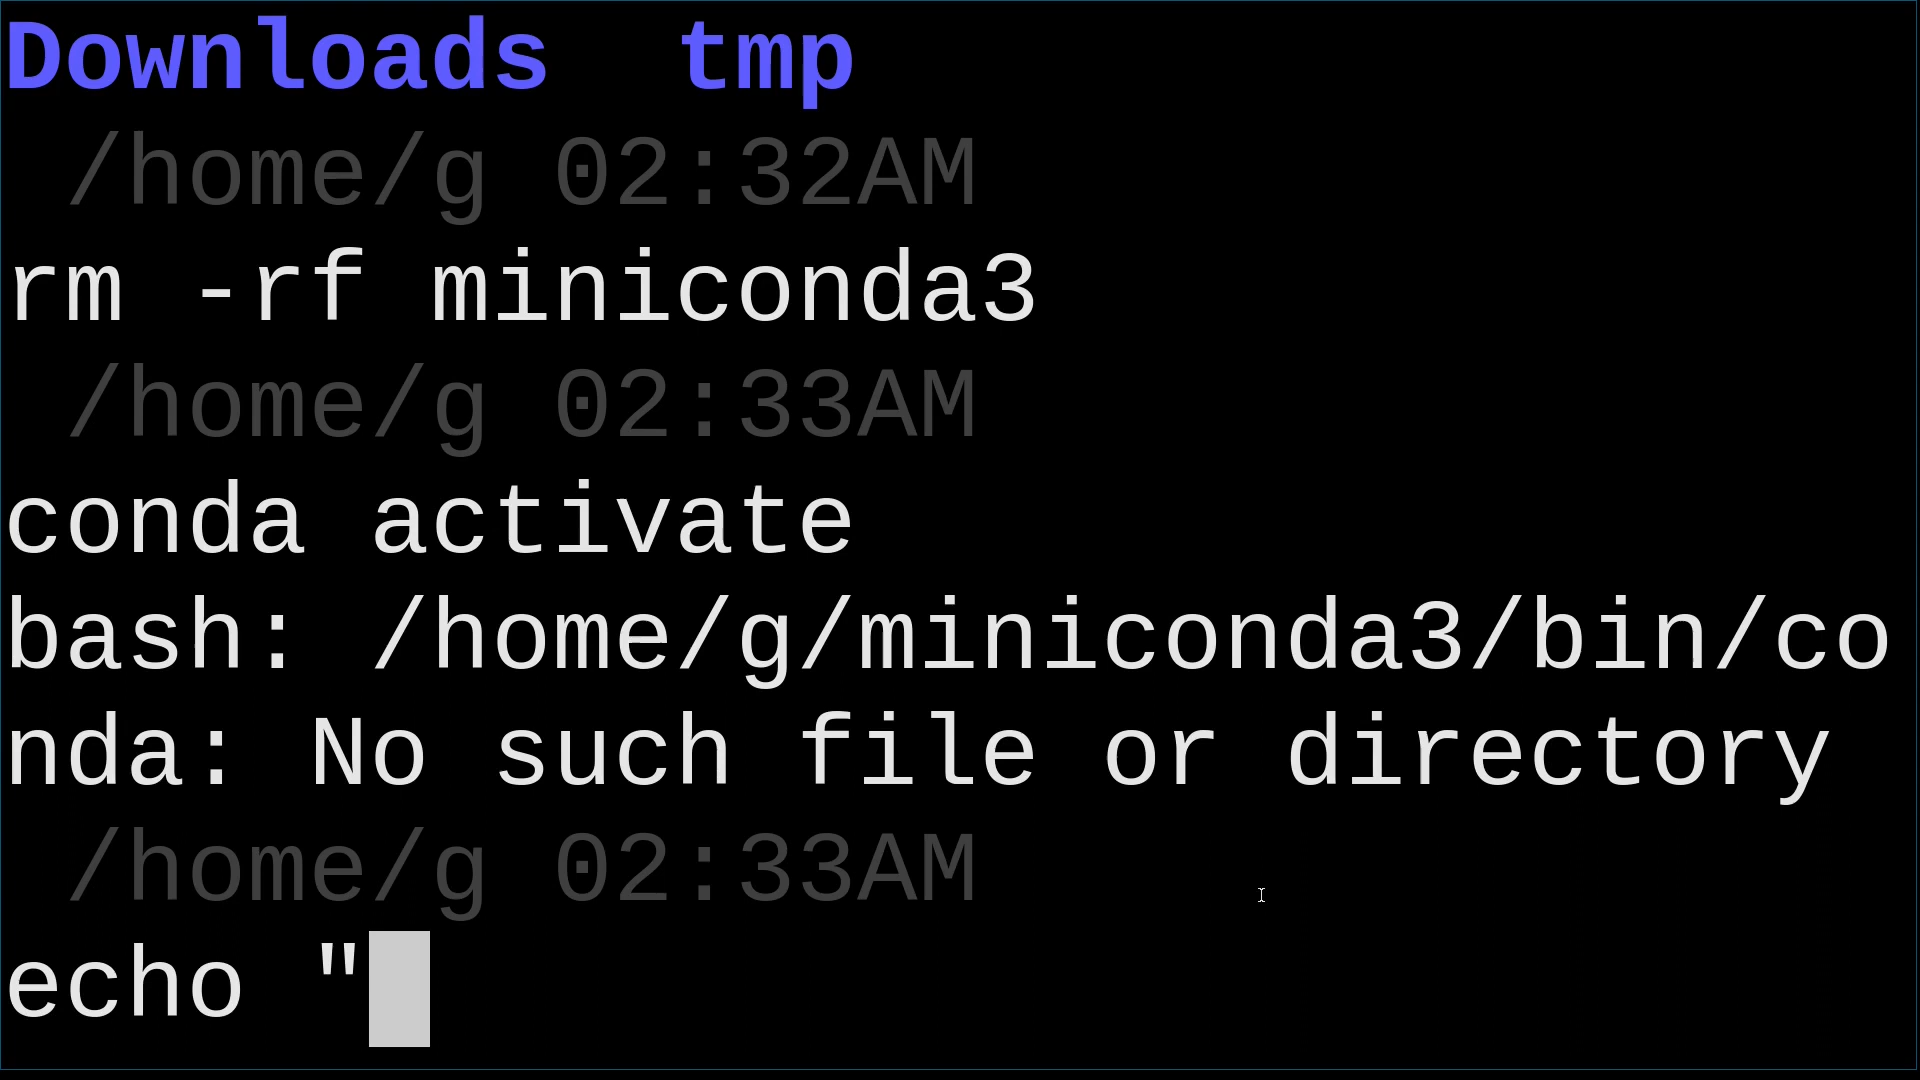 Downloads  tmp
 /home/g 02:32AM
rm -rf miniconda3
 /home/g 02:33AM
conda activate
bash: /home/g/miniconda3/bin/co
nda: No such file or directory
 /home/g 02:33AM
echo "